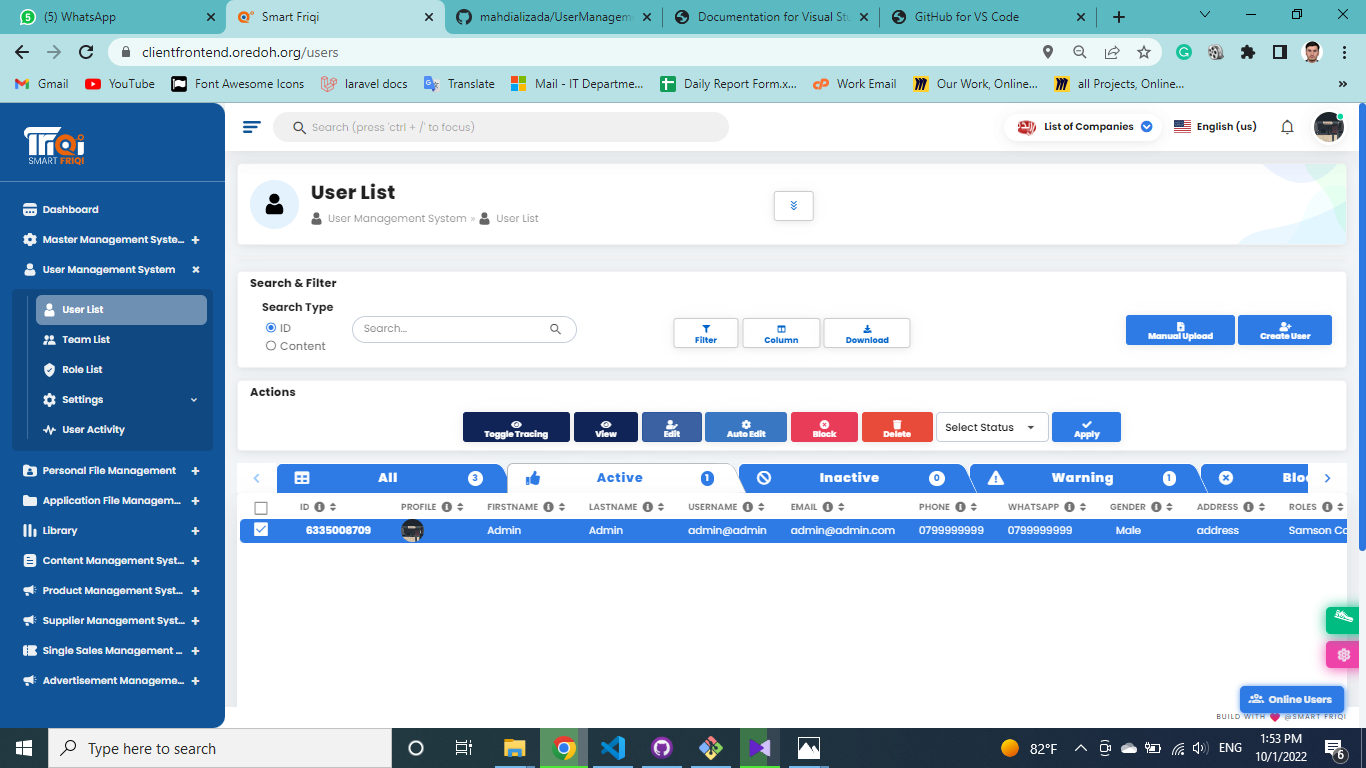 (5) WhatsApp
Smart Friqi
mahdializada/UserManageme
Documentation for Visual Stu
GitHub for VS Code
clientfrontend.oredoh.org/users
Gmail
YouTube
Font Awesome Icons
laravel docs
Translate
Mail - IT Departme...
Daily Report Form.x...
Work Email
Our Work, Online...
all Projects, Online...
FRiQi
SMART FRIQI
Search (press 'ctrl + /' to focus)
List of Companies
English (us)
Dashboard
Master Management Syste... +
User Management System ×
User List
Team List
Role List
Settings
User Activity
Personal File Management +
Application File Managem... +
Library +
Content Management Syst... +
Product Management Syst... +
Supplier Management Syst... +
Single Sales Management ... +
Advertisement Manageme... +
User List
User Management System » User List
Search & Filter
Search Type
ID
Content
Search...
Filter
Column
Download
Manual Upload
Create User
Actions
Toggle Tracing
View
Edit
Auto Edit
Block
Delete
Select Status
Apply
All 3
Active 1
Inactive 0
Warning 1
Bloc
ID PROFILE FIRSTNAME LASTNAME USERNAME EMAIL PHONE WHATSAPP GENDER ADDRESS ROLES
6335008709 Admin Admin admin@admin admin@admin.com 0799999999 0799999999 Male address Samson Co
Online Users
BUILD WITH @SMART FRIQI
Type here to search
82°F
ENG
1:53 PM
10/1/2022
6